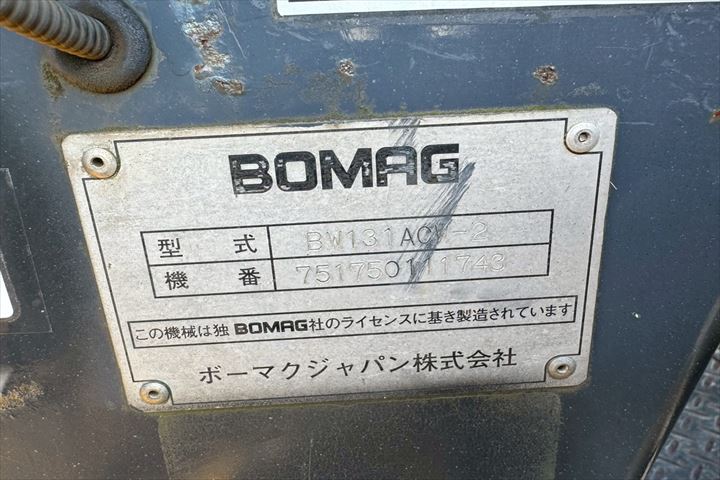 BOMAG
型式 BW131ACW-2
機番 751750111743
この機械は独 BOMAG社のライセンスに基き製造されています
ボーマクジャパン株式会社